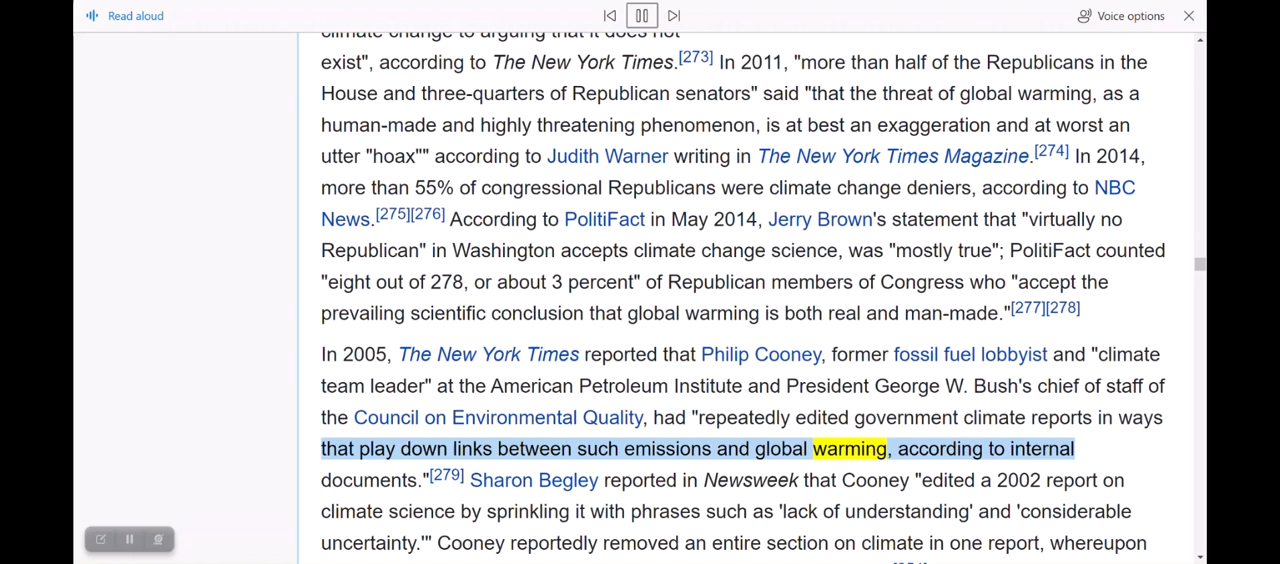 Read aloud
Voice options
climate change to arguing that it does not
exist", according to The New York Times.[273] In 2011, "more than half of the Republicans in the
House and three-quarters of Republican senators" said "that the threat of global warming, as a
human-made and highly threatening phenomenon, is at best an exaggeration and at worst an
utter "hoax"" according to Judith Warner writing in The New York Times Magazine.[274] In 2014,
more than 55% of congressional Republicans were climate change deniers, according to NBC
News.[275][276] According to PolitiFact in May 2014, Jerry Brown's statement that "virtually no
Republican" in Washington accepts climate change science, was "mostly true"; PolitiFact counted
"eight out of 278, or about 3 percent" of Republican members of Congress who "accept the
prevailing scientific conclusion that global warming is both real and man-made."[277][278]
In 2005, The New York Times reported that Philip Cooney, former fossil fuel lobbyist and "climate
team leader" at the American Petroleum Institute and President George W. Bush's chief of staff of
the Council on Environmental Quality, had "repeatedly edited government climate reports in ways
that play down links between such emissions and global warming, according to internal
documents."[279] Sharon Begley reported in Newsweek that Cooney "edited a 2002 report on
climate science by sprinkling it with phrases such as 'lack of understanding' and 'considerable
uncertainty.'" Cooney reportedly removed an entire section on climate in one report, whereupon